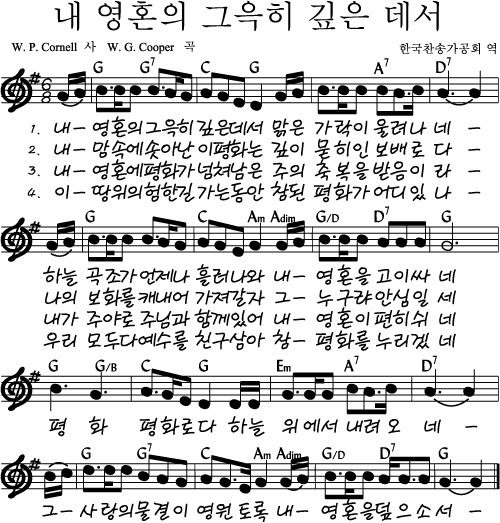 내 영혼의 그윽히 깊은 데서
W. P. Cornell 사 W. G. Cooper 곡 한국찬송가공회 역
G G7 C G A7 D7
1. 내- 영혼의그윽히 깊은데서 맑은 가락이 울려나 네 -
2. 내- 맘속에솟아난 이평화는 깊이 묻히인 보배로 다 -
3. 내- 영혼에평화가 넘쳐남은 주의 축복을 받음이 라 -
4. 이- 땅위의험한길 가는동안 참된 평화가 어디있 나 -
G C Am Adim G/D D7 G
하늘 곡조가 언제나 흘러나와 내- 영혼을 고이싸 네
나의 보화를 캐내어 가져갈자 그- 누구랴안심일 세
내가 주야로 주님과 함께있어 내- 영혼이 편히쉬 네
우리 모두다예수를 친구삼아 참- 평화를 누리겠 네
G G/B C G Em A7 D7
평 화 평화로다 하늘 위에서 내려 오 네 -
G D7 G C Am Adim G/D D7 G
그- 사랑의물결이 영원 토록 내- 영혼을덮으소서 -